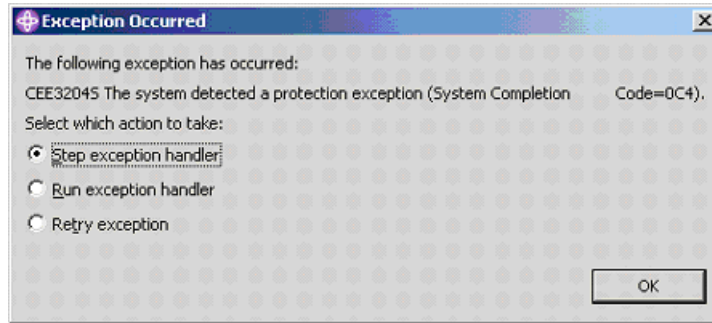 Exception Occurred
The following exception has occurred:
CEE3204S The system detected a protection exception (System Completion Code=0C4).
Select which action to take:
Step exception handler
Run exception handler
Retry exception
OK